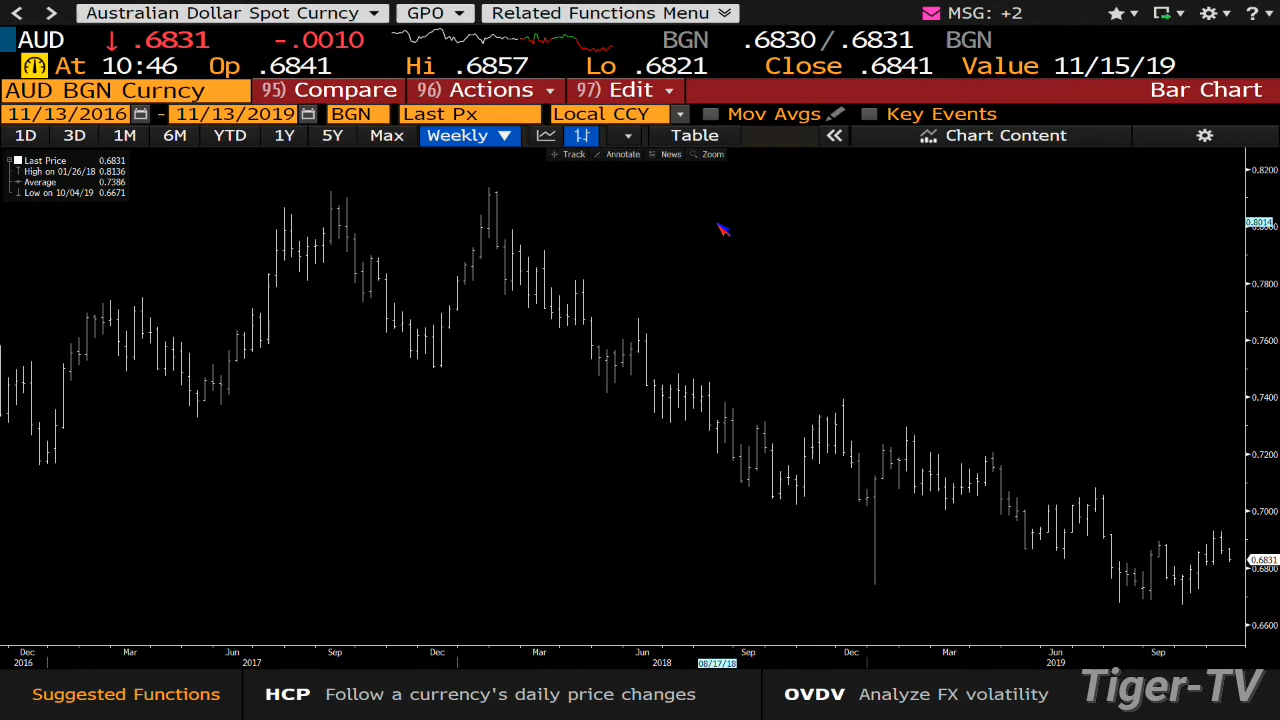 Australian Dollar Spot Curncy GPO Related Functions Menu MSG: +2 ?
AUD ↓ .6831 -.0010 BGN .6830/.6831 BGN
At 10:46 Op .6841 Hi .6857 Lo .6821 Close .6841 Value 11/15/19
AUD BGN Curncy 95) Compare 96) Actions 97) Edit Bar Chart
11/13/2016 - 11/13/2019 BGN Last Px Local CCY Mov Avgs Key Events
1D 3D 1M 6M YTD 1Y 5Y Max Weekly ▼ Table « Chart Content
Track Annotate News Zoom
Last Price 0.6831
High on 01/26/18 0.8136
Average 0.7386
Low on 10/04/19 0.6671
0.8200
0.8014
0.8000
0.7800
0.7600
0.7400
0.7200
0.7000
0.6831
0.6800
0.6600
Dec Mar Jun Sep Dec Mar Jun Sep Dec Mar Jun Sep
2016 2017 2018 08/17/18 2019
Suggested Functions HCP Follow a currency's daily price changes OVDV Analyze FX volatility
Tiger-TV